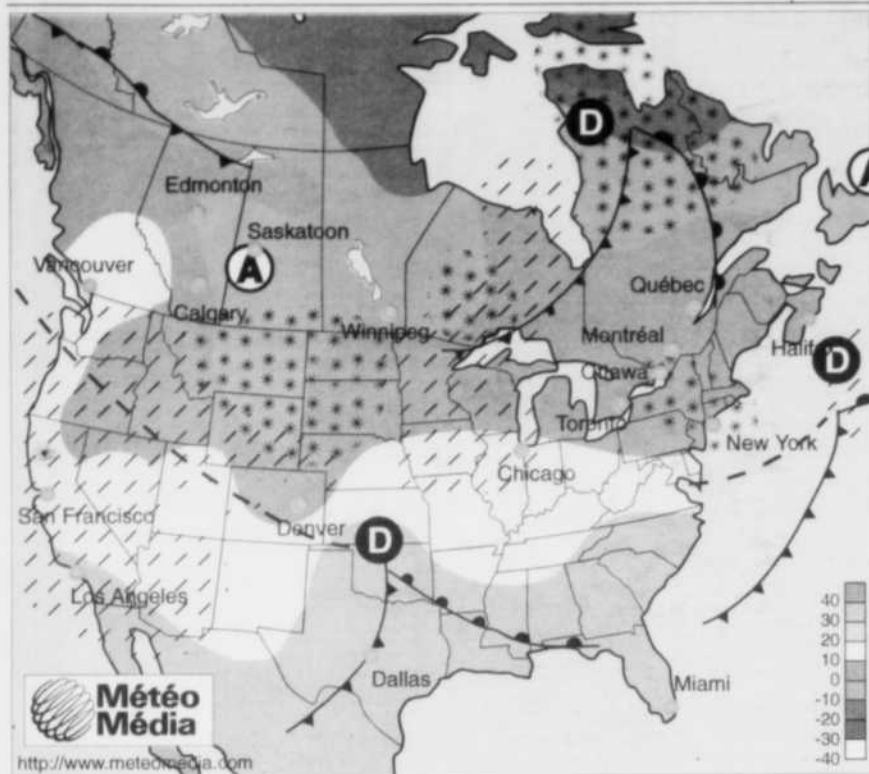 D
A
Edmonton
Saskatoon
A
Vancouver
Québec
Calgary
Winnipeg
Montréal
Halifax
D
Ottawa
Toronto
New York
Chicago
San Francisco
Denver
D
Los Angeles
Dallas
Miami
40
30
20
10
0
-10
-20
-30
-40
Météo
Média
http://www.meteomedia.com